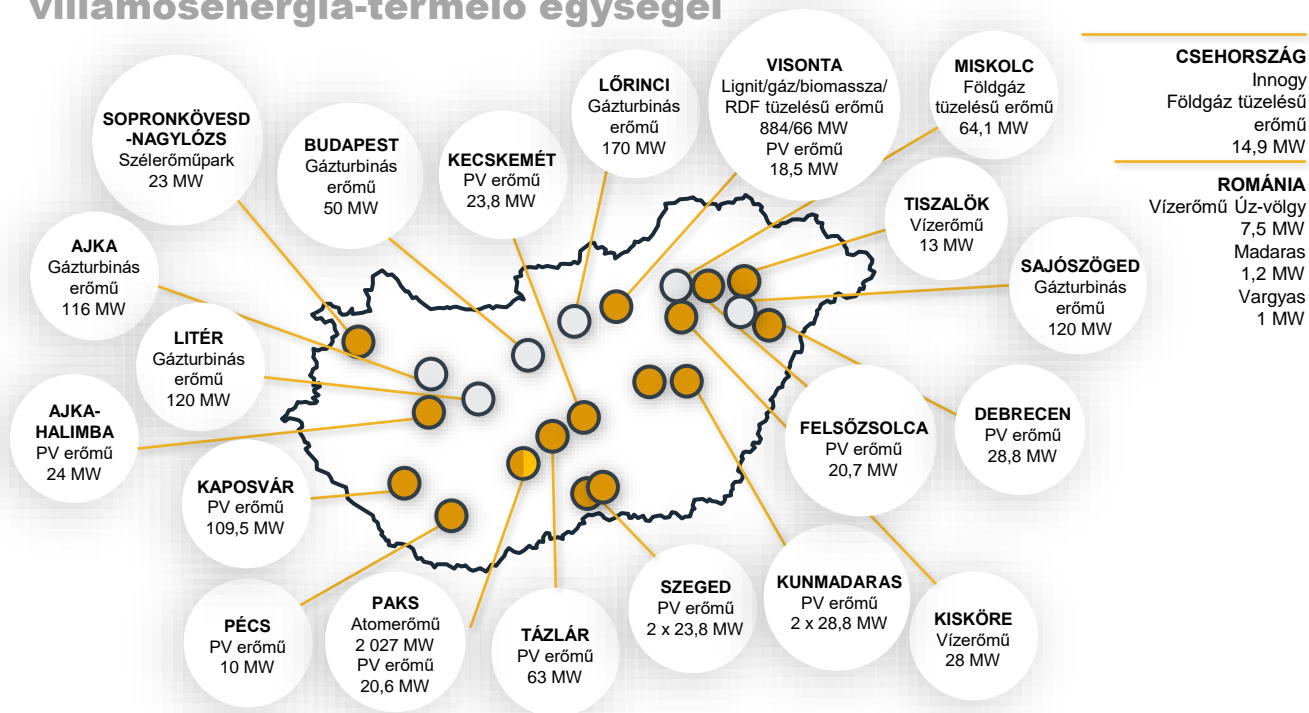 villamosenergia-termelő egységei
SOPRONKÖVESD
-NAGYLÓZS
Szélerőműpark
23 MW
BUDAPEST
Gázturbinás
erőmű
50 MW
KECSKEMÉT
PV erőmű
23,8 MW
LŐRINCI
Gázturbinás
erőmű
170 MW
VISONTA
Lignit/gáz/biomassza/
RDF tüzelésű erőmű
884/66 MW
PV erőmű
18,5 MW
MISKOLC
Földgáz
tüzelésű erőmű
64,1 MW
CSEHORSZÁG
Innogy
Földgáz tüzelésű
erőmű
14,9 MW
ROMÁNIA
Vízerőmű Úz-völgy
7,5 MW
Madaras
1,2 MW
Vargyas
1 MW
TISZALÖK
Vízerőmű
13 MW
SAJÓSZÖGED
Gázturbinás
erőmű
120 MW
AJKA
Gázturbinás
erőmű
116 MW
LITÉR
Gázturbinás
erőmű
120 MW
AJKA-
HALIMBA
PV erőmű
24 MW
KAPOSVÁR
PV erőmű
109,5 MW
PÉCS
PV erőmű
10 MW
PAKS
Atomerőmű
2 027 MW
PV erőmű
20,6 MW
TÁZLÁR
PV erőmű
63 MW
SZEGED
PV erőmű
2 x 23,8 MW
KUNMADARAS
PV erőmű
2 x 28,8 MW
FELSŐZSOLCA
PV erőmű
20,7 MW
DEBRECEN
PV erőmű
28,8 MW
KISKÖRE
Vízerőmű
28 MW